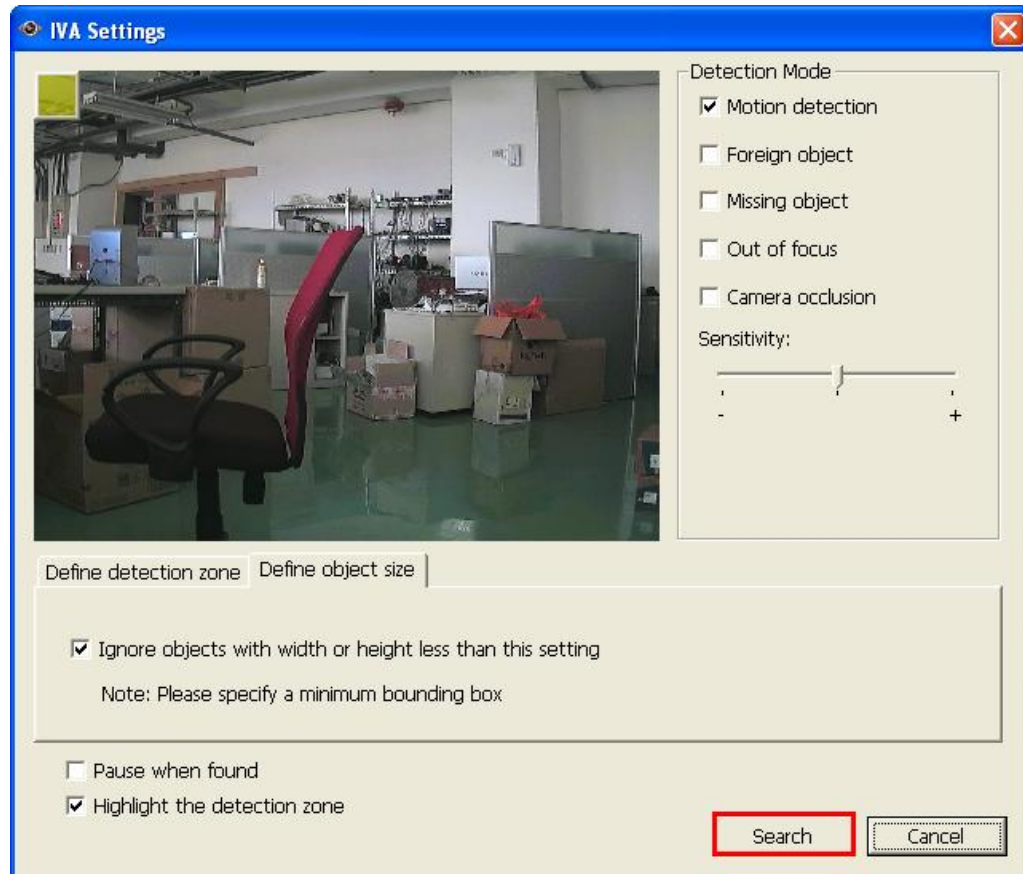 IVA Settings
Detection Mode
Motion detection
Foreign object
Missing object
Out of focus
Camera occlusion
Sensitivity:
- +
Define detection zone Define object size
Ignore objects with width or height less than this setting
Note: Please specify a minimum bounding box
Pause when found
Highlight the detection zone
Search Cancel